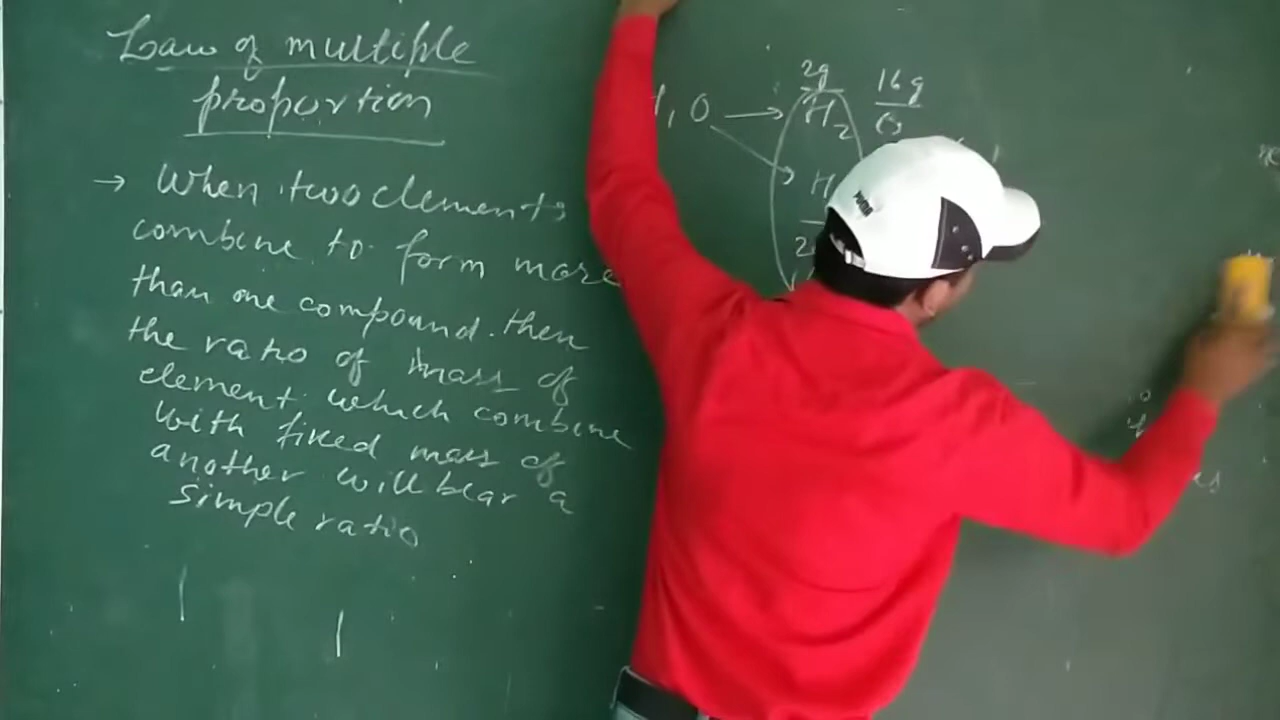 Law of multiple
proportion
→ When two elements
combine to form more
than one compound. then
the ratio of mass of
element which combine
with fixed mass of
another will bear a
simple ratio
, O →
2g 16g
H2 O
H
2